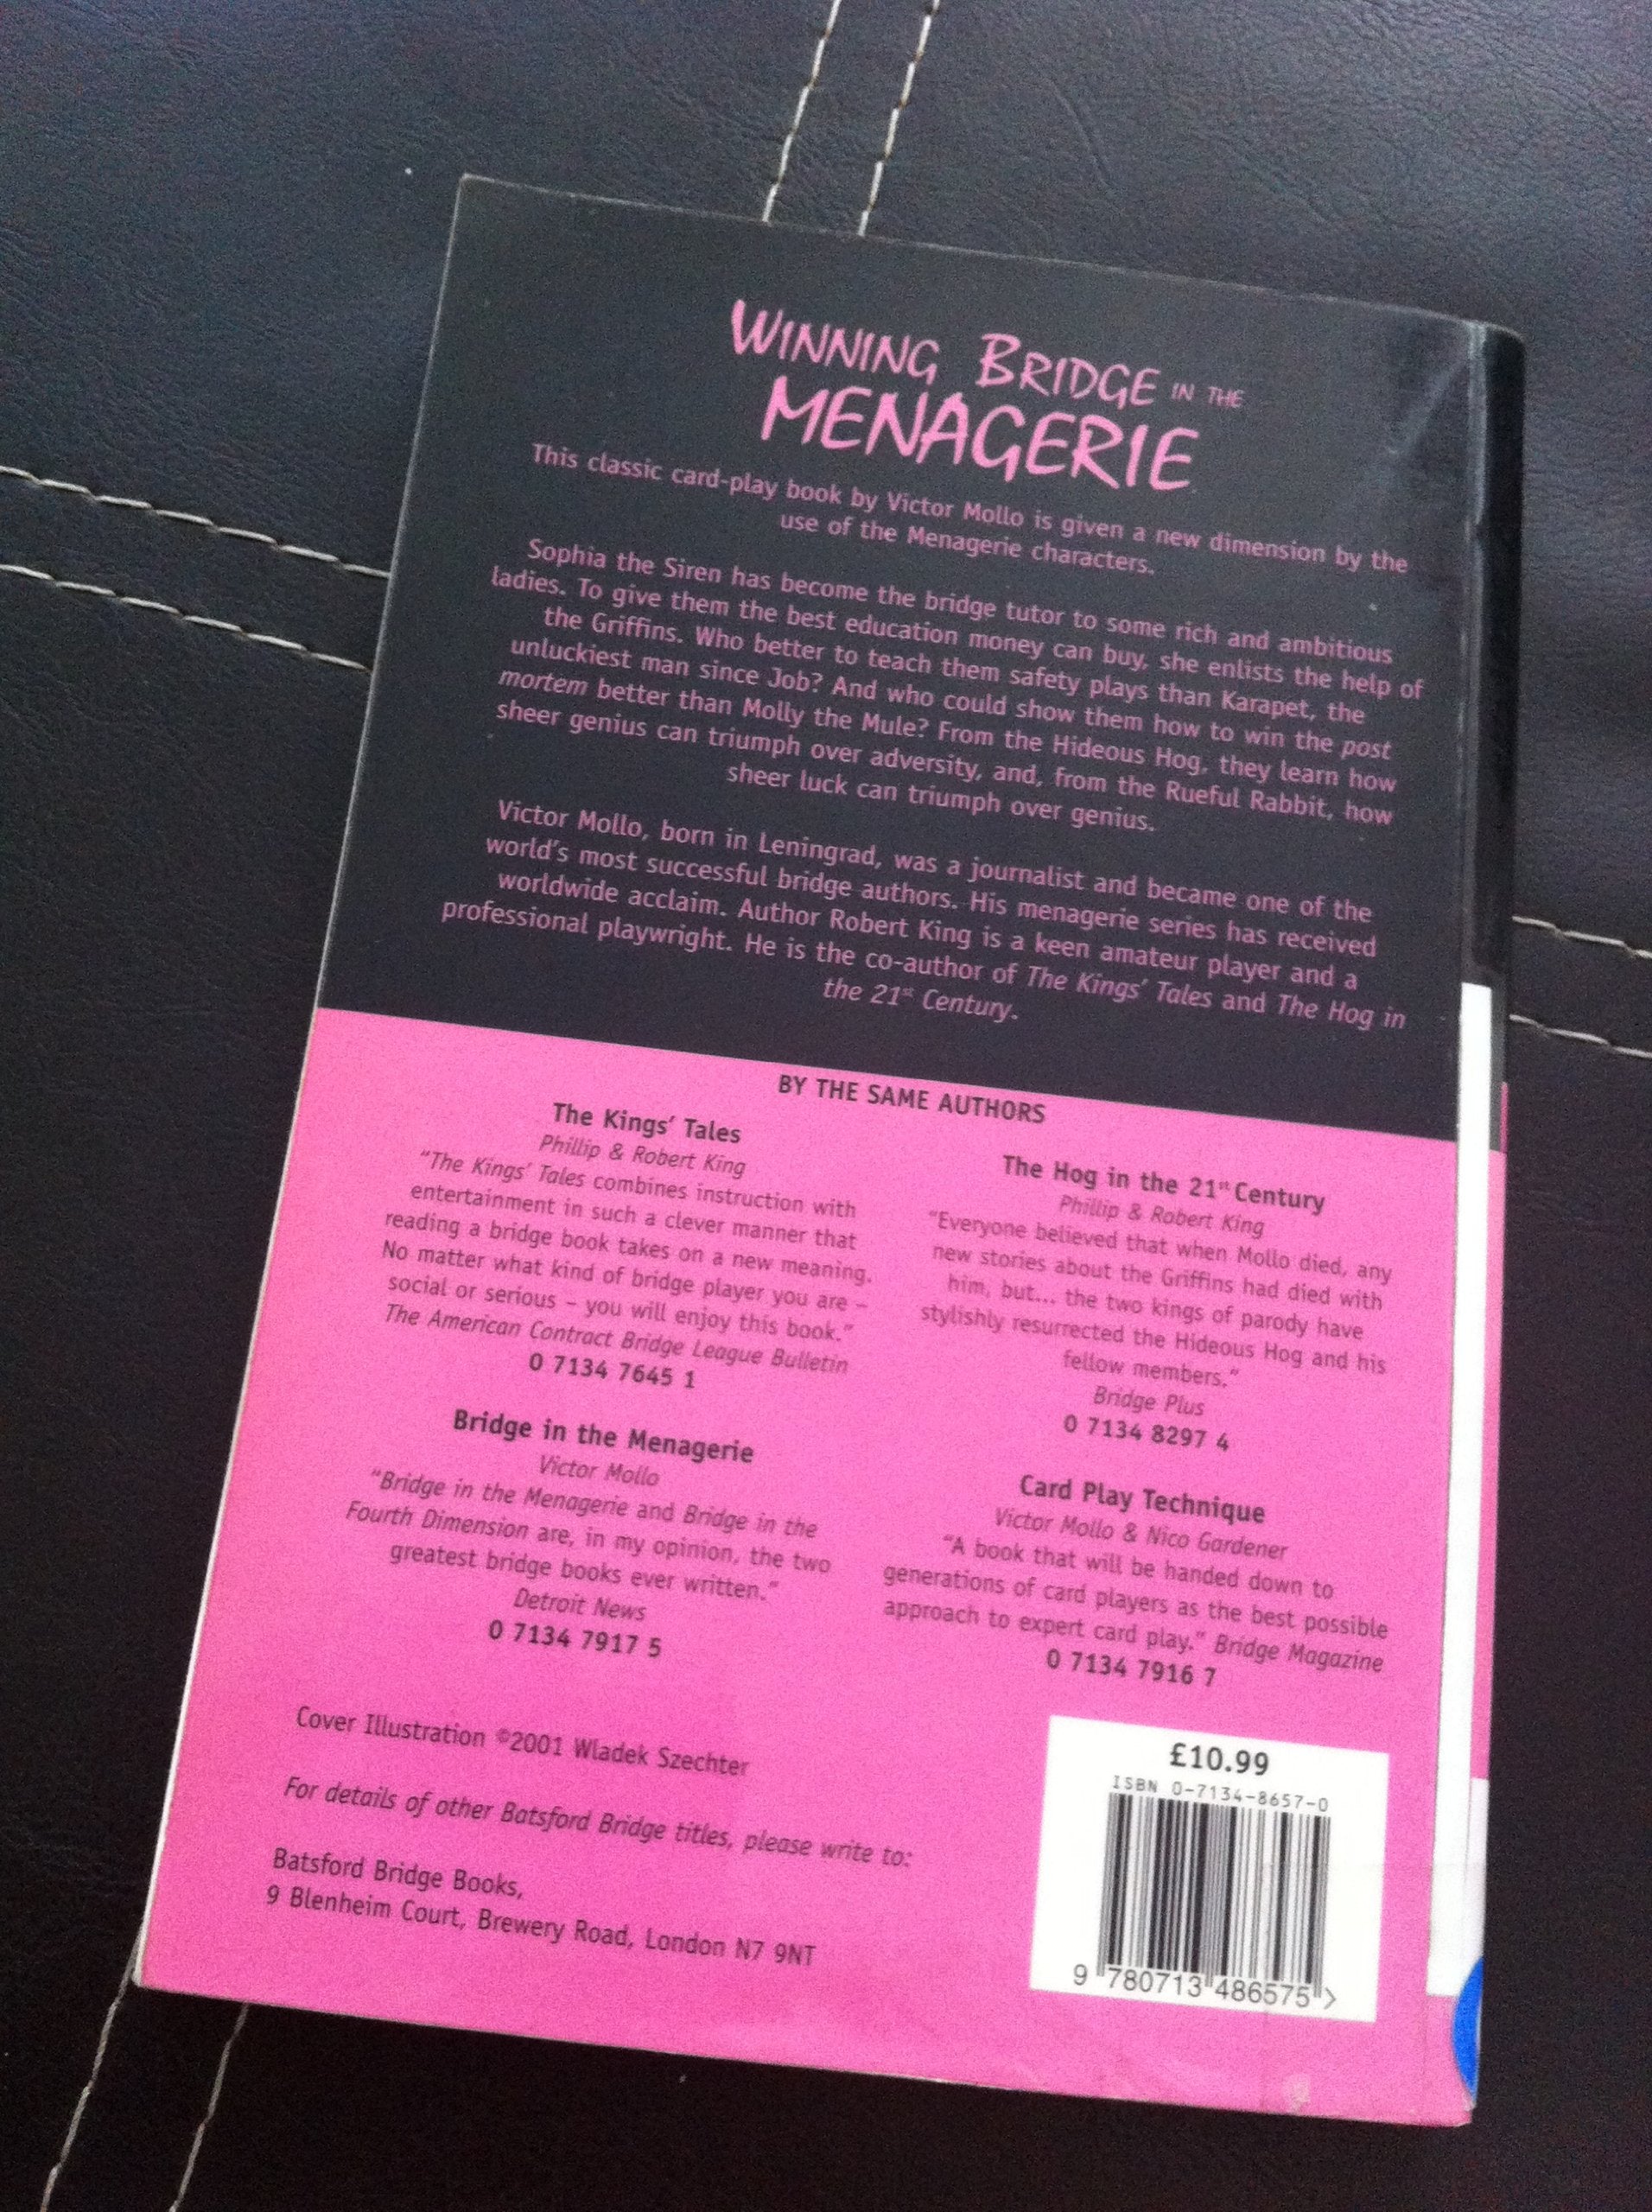 WINNING BRIDGE IN THE
MENAGERIE
This classic card-play book by Victor Mollo is given a new dimension by the
use of the Menagerie characters.
Sophia the Siren has become the bridge tutor to some rich and ambitious
ladies. To give them the best education money can buy, she enlists the help of
the Griffins. Who better to teach them safety plays than Karapet, the
unluckiest man since Job? And who could show them how to win the post
mortem better than Molly the Mule? From the Hideous Hog, they learn how
sheer genius can triumph over adversity, and, from the Rueful Rabbit, how
sheer luck can triumph over genius.
Victor Mollo, born in Leningrad, was a journalist and became one of the
world's most successful bridge authors. His menagerie series has received
worldwide acclaim. Author Robert King is a keen amateur player and a
professional playwright. He is the co-author of The Kings' Tales and The Hog in
the 21st Century.
BY THE SAME AUTHORS
The Kings' Tales
Phillip & Robert King
"The Kings' Tales combines instruction with
entertainment in such a clever manner that
reading a bridge book takes on a new meaning.
No matter what kind of bridge player you are –
social or serious – you will enjoy this book."
The American Contract Bridge League Bulletin
0 7134 7645 1
Bridge in the Menagerie
Victor Mollo
"Bridge in the Menagerie and Bridge in the
Fourth Dimension are, in my opinion, the two
greatest bridge books ever written."
Detroit News
0 7134 7917 5
The Hog in the 21st Century
Phillip & Robert King
"Everyone believed that when Mollo died, any
new stories about the Griffins had died with
him, but... the two kings of parody have
stylishly resurrected the Hideous Hog and his
fellow members."
Bridge Plus
0 7134 8297 4
Card Play Technique
Victor Mollo & Nico Gardener
"A book that will be handed down to
generations of card players as the best possible
approach to expert card play." Bridge Magazine
0 7134 7916 7
Cover Illustration ©2001 Wladek Szechter
For details of other Batsford Bridge titles, please write to:
Batsford Bridge Books,
9 Blenheim Court, Brewery Road, London N7 9NT
£10.99
ISBN 0-7134-8657-0
9 780713 486575 >